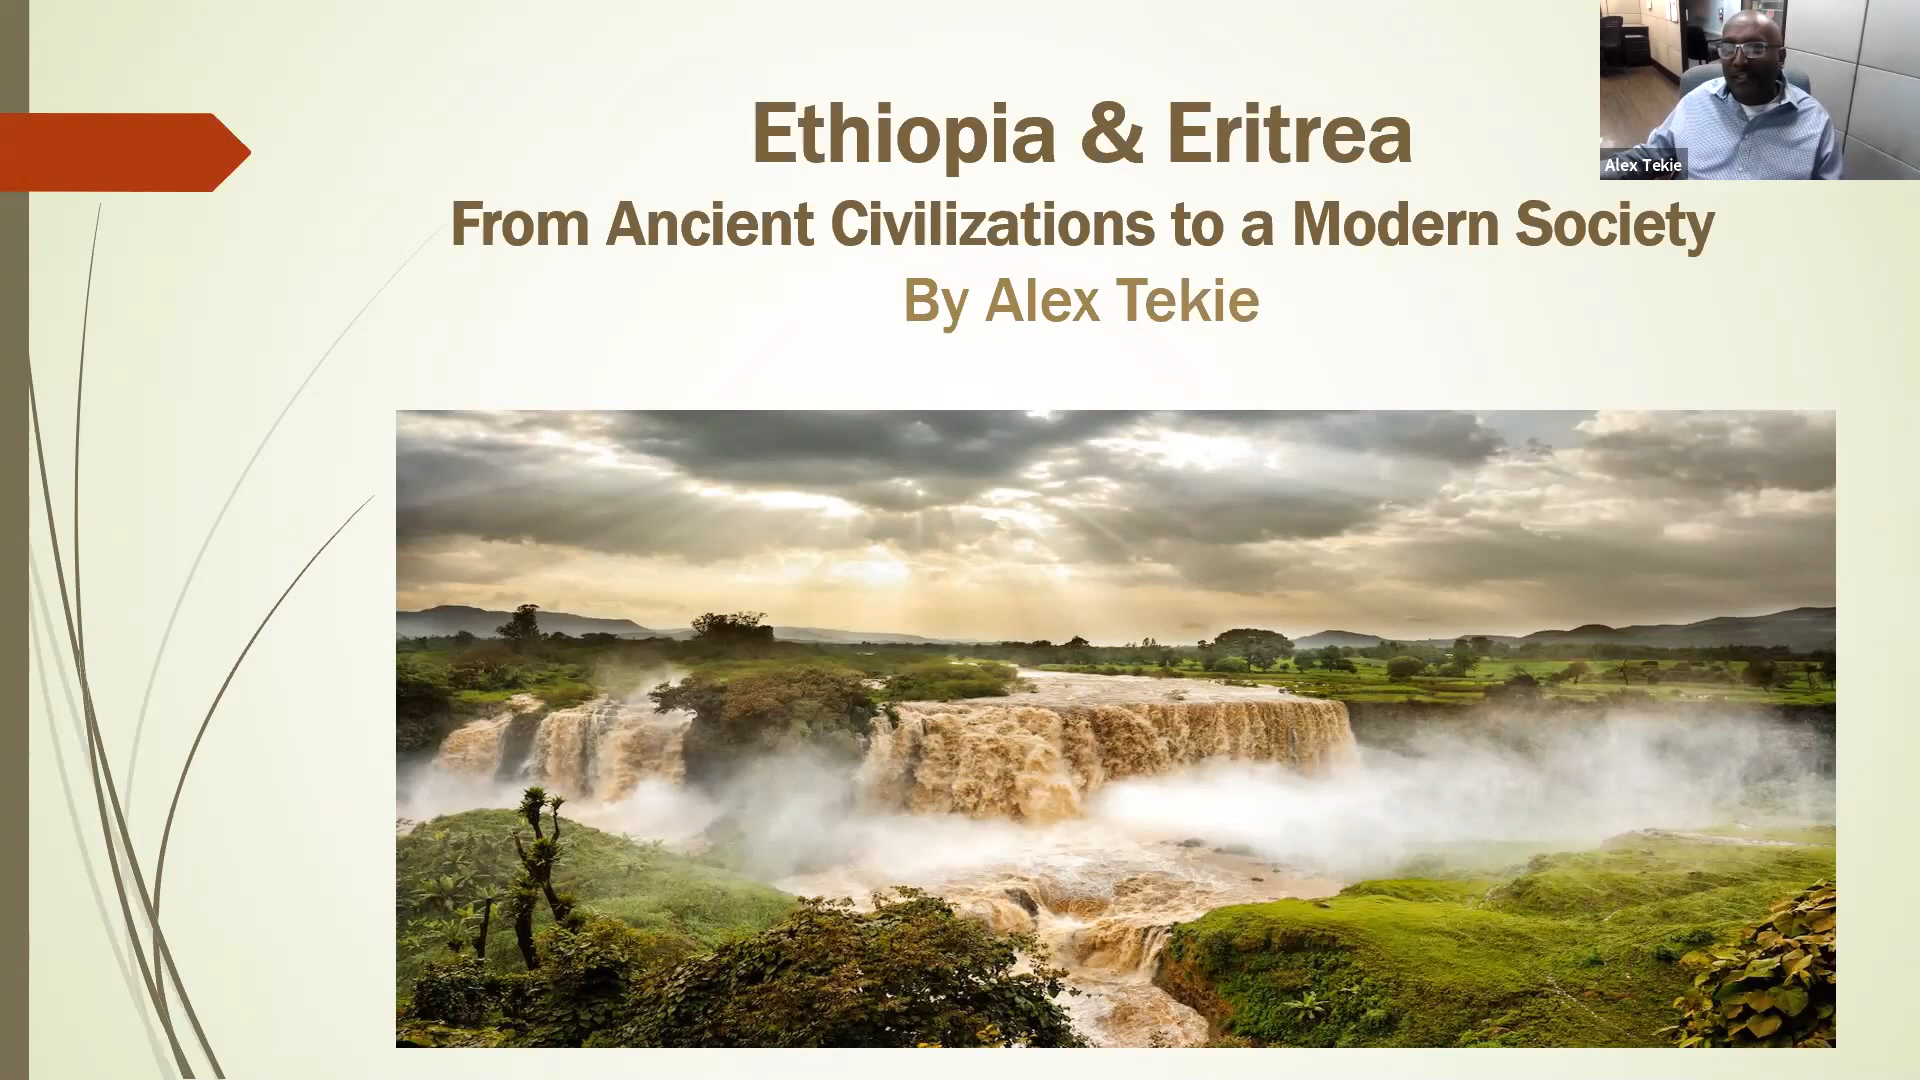 Ethiopia & Eritrea
From Ancient Civilizations to a Modern Society
By Alex Tekie
Alex Tekie